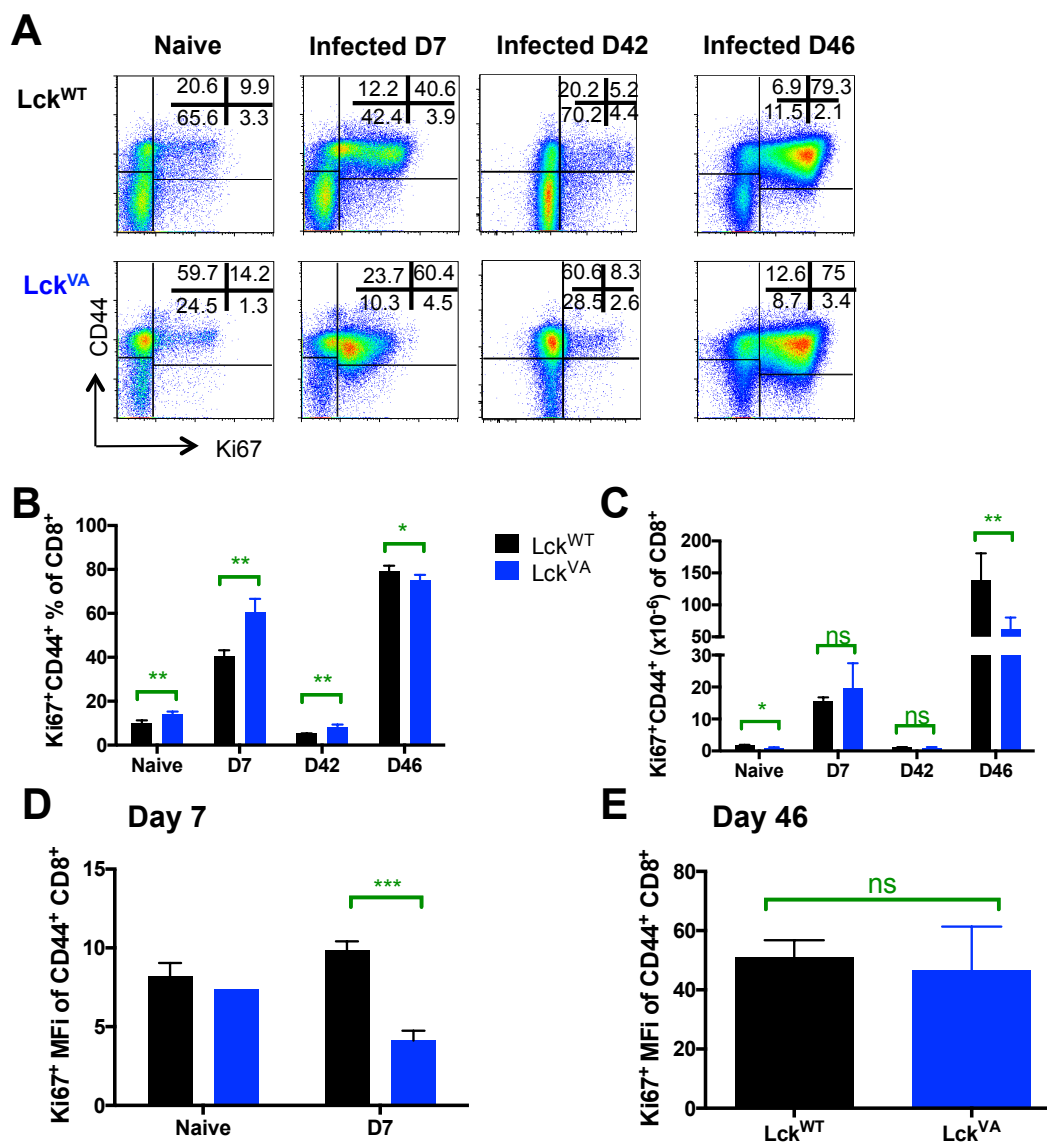 A
Naive Infected D7 Infected D42 Infected D46
Lck^WT
20.6 9.9
65.6 3.3
12.2 40.6
42.4 3.9
20.2 5.2
70.2 4.4
6.9 79.3
11.5 2.1
Lck^VA
59.7 14.2
24.5 1.3
23.7 60.4
10.3 4.5
60.6 8.3
28.5 2.6
12.6 75
8.7 3.4
CD44
Ki67
B
Ki67⁺CD44⁺ % of CD8⁺
100
80
60
40
20
0
** ** ** *
Naive D7 D42 D46
Lck^WT
Lck^VA
C
Ki67⁺CD44⁺ (x10⁻⁶) of CD8⁺
200
150
100
50
30
20
10
0
* ns ns **
Naive D7 D42 D46
D Day 7
Ki67⁺ MFi of CD44⁺ CD8⁺
15
10
5
0
***
Naive D7
E Day 46
Ki67⁺ MFi of CD44⁺ CD8⁺
80
60
40
20
0
ns
Lck^WT Lck^VA